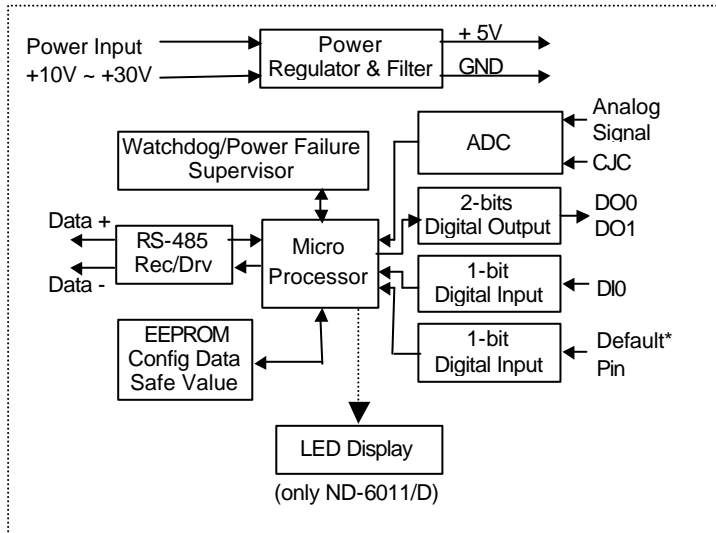 Power Input
+10V ~ +30V
Power
Regulator & Filter
+ 5V
GND
Watchdog/Power Failure
Supervisor
ADC
Analog
Signal
CJC
2-bits
Digital Output
DO0
DO1
Data +
Data -
RS-485
Rec/Drv
Micro
Processor
1-bit
Digital Input
DI0
EEPROM
Config Data
Safe Value
1-bit
Digital Input
Default*
Pin
LED Display
(only ND-6011/D)